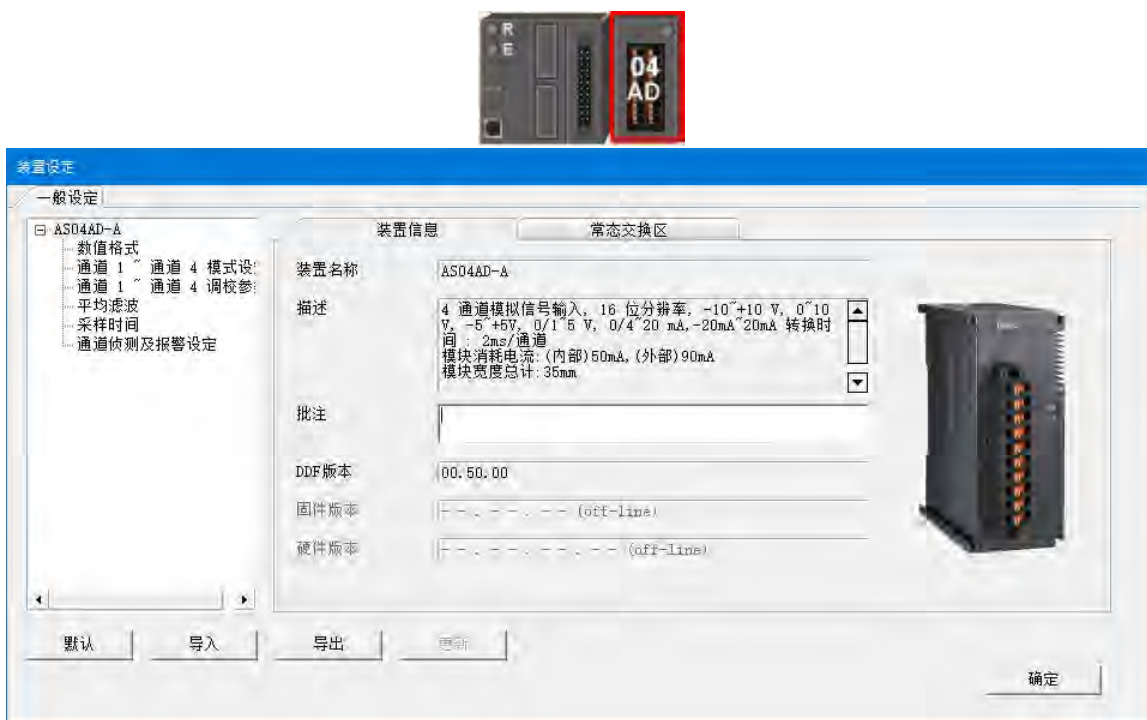 R
E
04
AD
装置设定
一般设定
AS04AD-A
数值格式
通道 1 ~ 通道 4 模式设
通道 1 ~ 通道 4 调校参
平均滤波
采样时间
通道侦测及报警设定
装置信息
常态交换区
装置名称
AS04AD-A
描述
4 通道模拟信号输入, 16 位分辨率, -10~+10 V, 0~10
V, -5~+5V, 0/1~5 V, 0/4~20 mA,-20mA~20mA 转换时
间 : 2ms/通道
模块消耗电流:(内部)50mA,(外部)90mA
模块宽度总计:35mm
批注
DDF版本
00.50.00
固件版本
--.--.-- (off-line)
硬件版本
--.--.--.-- (off-line)
默认
导入
导出
更新
确定